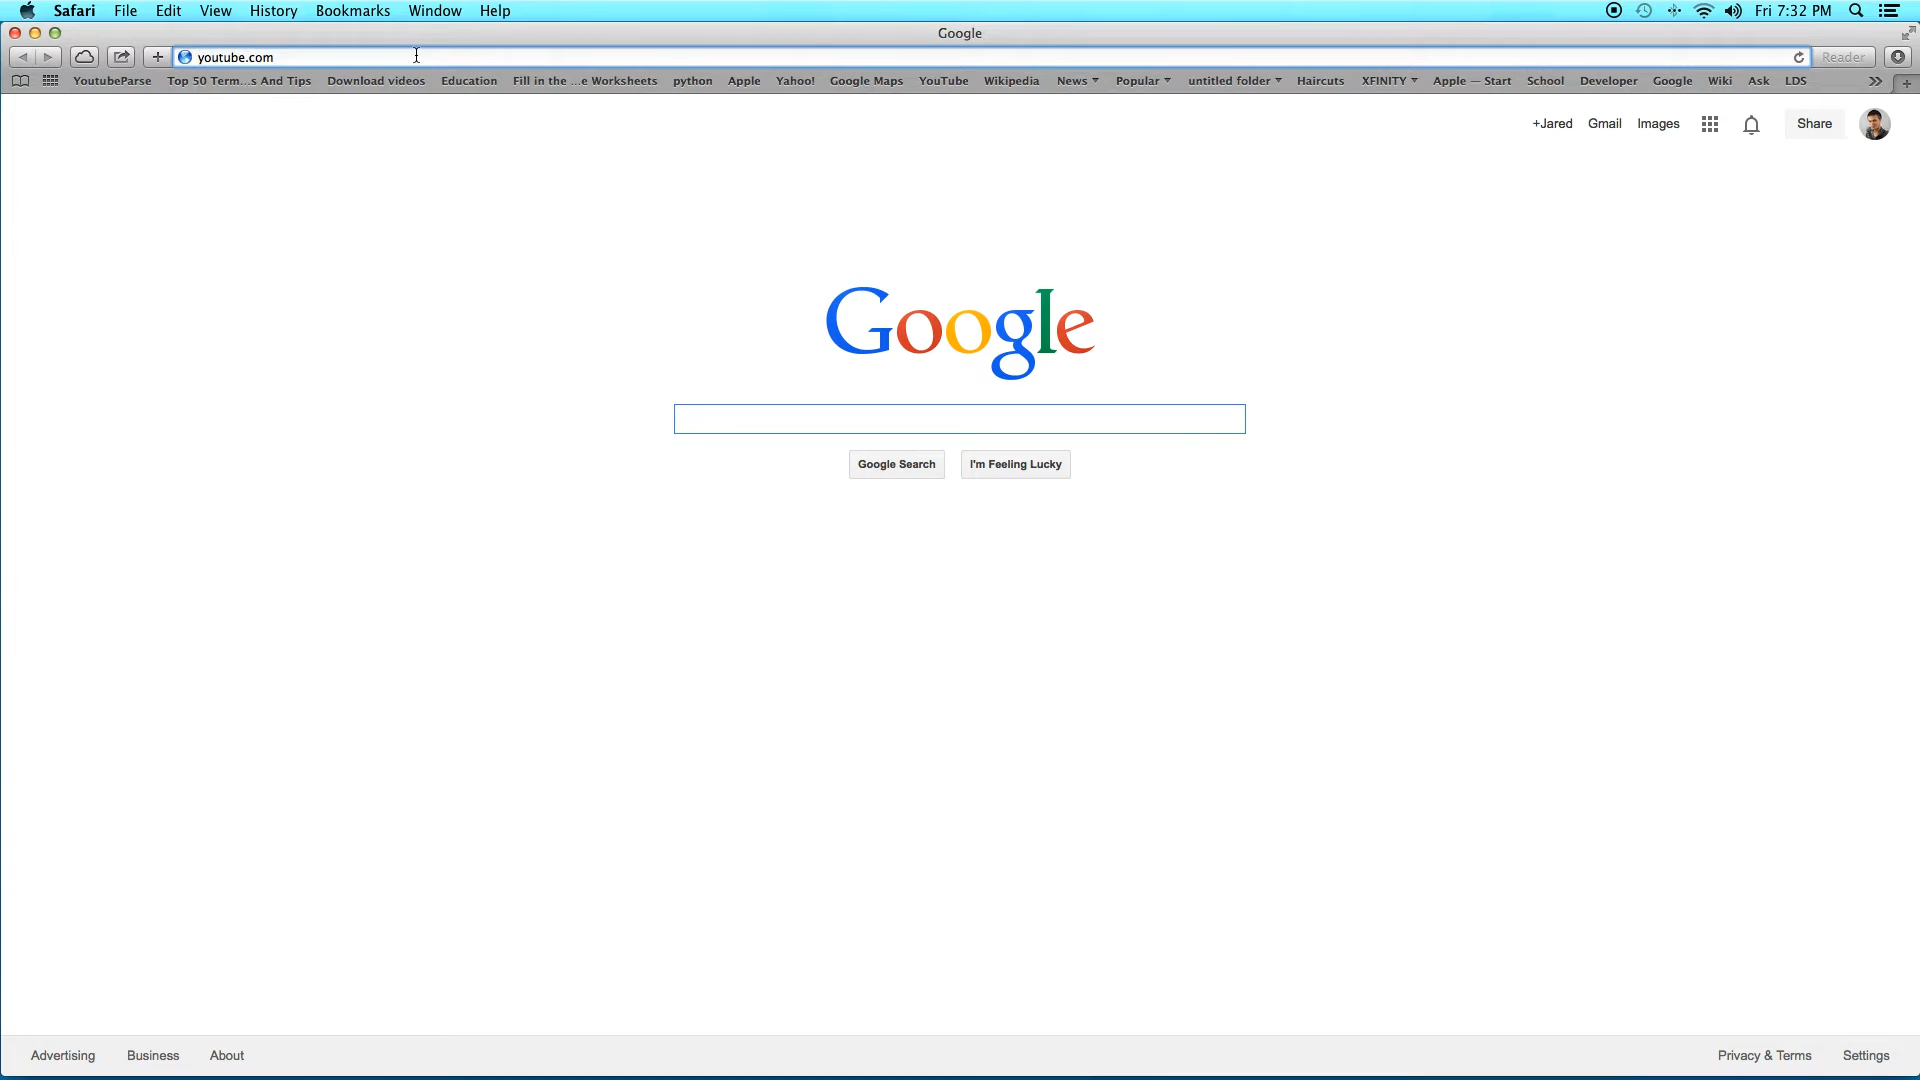 Safari File Edit View History Bookmarks Window Help Fri 7:32 PM
Google
youtube.com Reader
YoutubeParse Top 50 Term...s And Tips Download videos Education Fill in the ...e Worksheets python Apple Yahoo! Google Maps YouTube Wikipedia News Popular untitled folder Haircuts XFINITY Apple — Start School Developer Google Wiki Ask LDS
+Jared Gmail Images Share
Google
Google Search I'm Feeling Lucky
Advertising Business About Privacy & Terms Settings